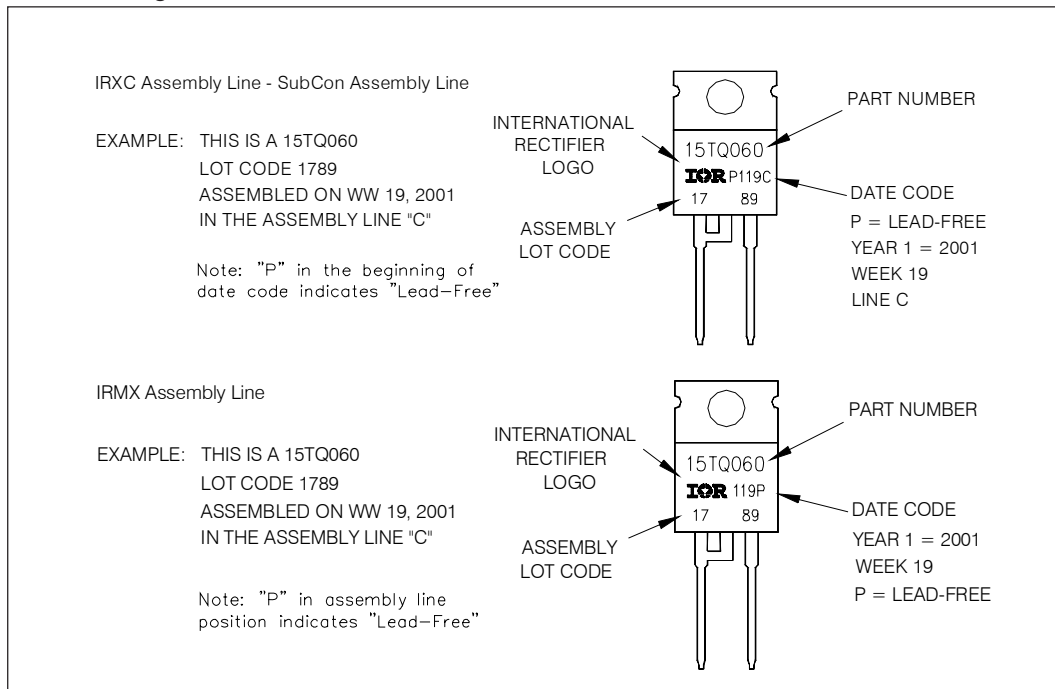 IRXC Assembly Line - SubCon Assembly Line
EXAMPLE: THIS IS A 15TQ060
LOT CODE 1789
ASSEMBLED ON WW 19, 2001
IN THE ASSEMBLY LINE "C"
Note: "P" in the beginning of
date code indicates "Lead-Free"
INTERNATIONAL
RECTIFIER
LOGO
ASSEMBLY
LOT CODE
15TQ060
IOR P119C
17 89
PART NUMBER
DATE CODE
P = LEAD-FREE
YEAR 1 = 2001
WEEK 19
LINE C
IRMX Assembly Line
EXAMPLE: THIS IS A 15TQ060
LOT CODE 1789
ASSEMBLED ON WW 19, 2001
IN THE ASSEMBLY LINE "C"
Note: "P" in assembly line
position indicates "Lead-Free"
INTERNATIONAL
RECTIFIER
LOGO
ASSEMBLY
LOT CODE
15TQ060
IOR 119P
17 89
PART NUMBER
DATE CODE
YEAR 1 = 2001
WEEK 19
P = LEAD-FREE